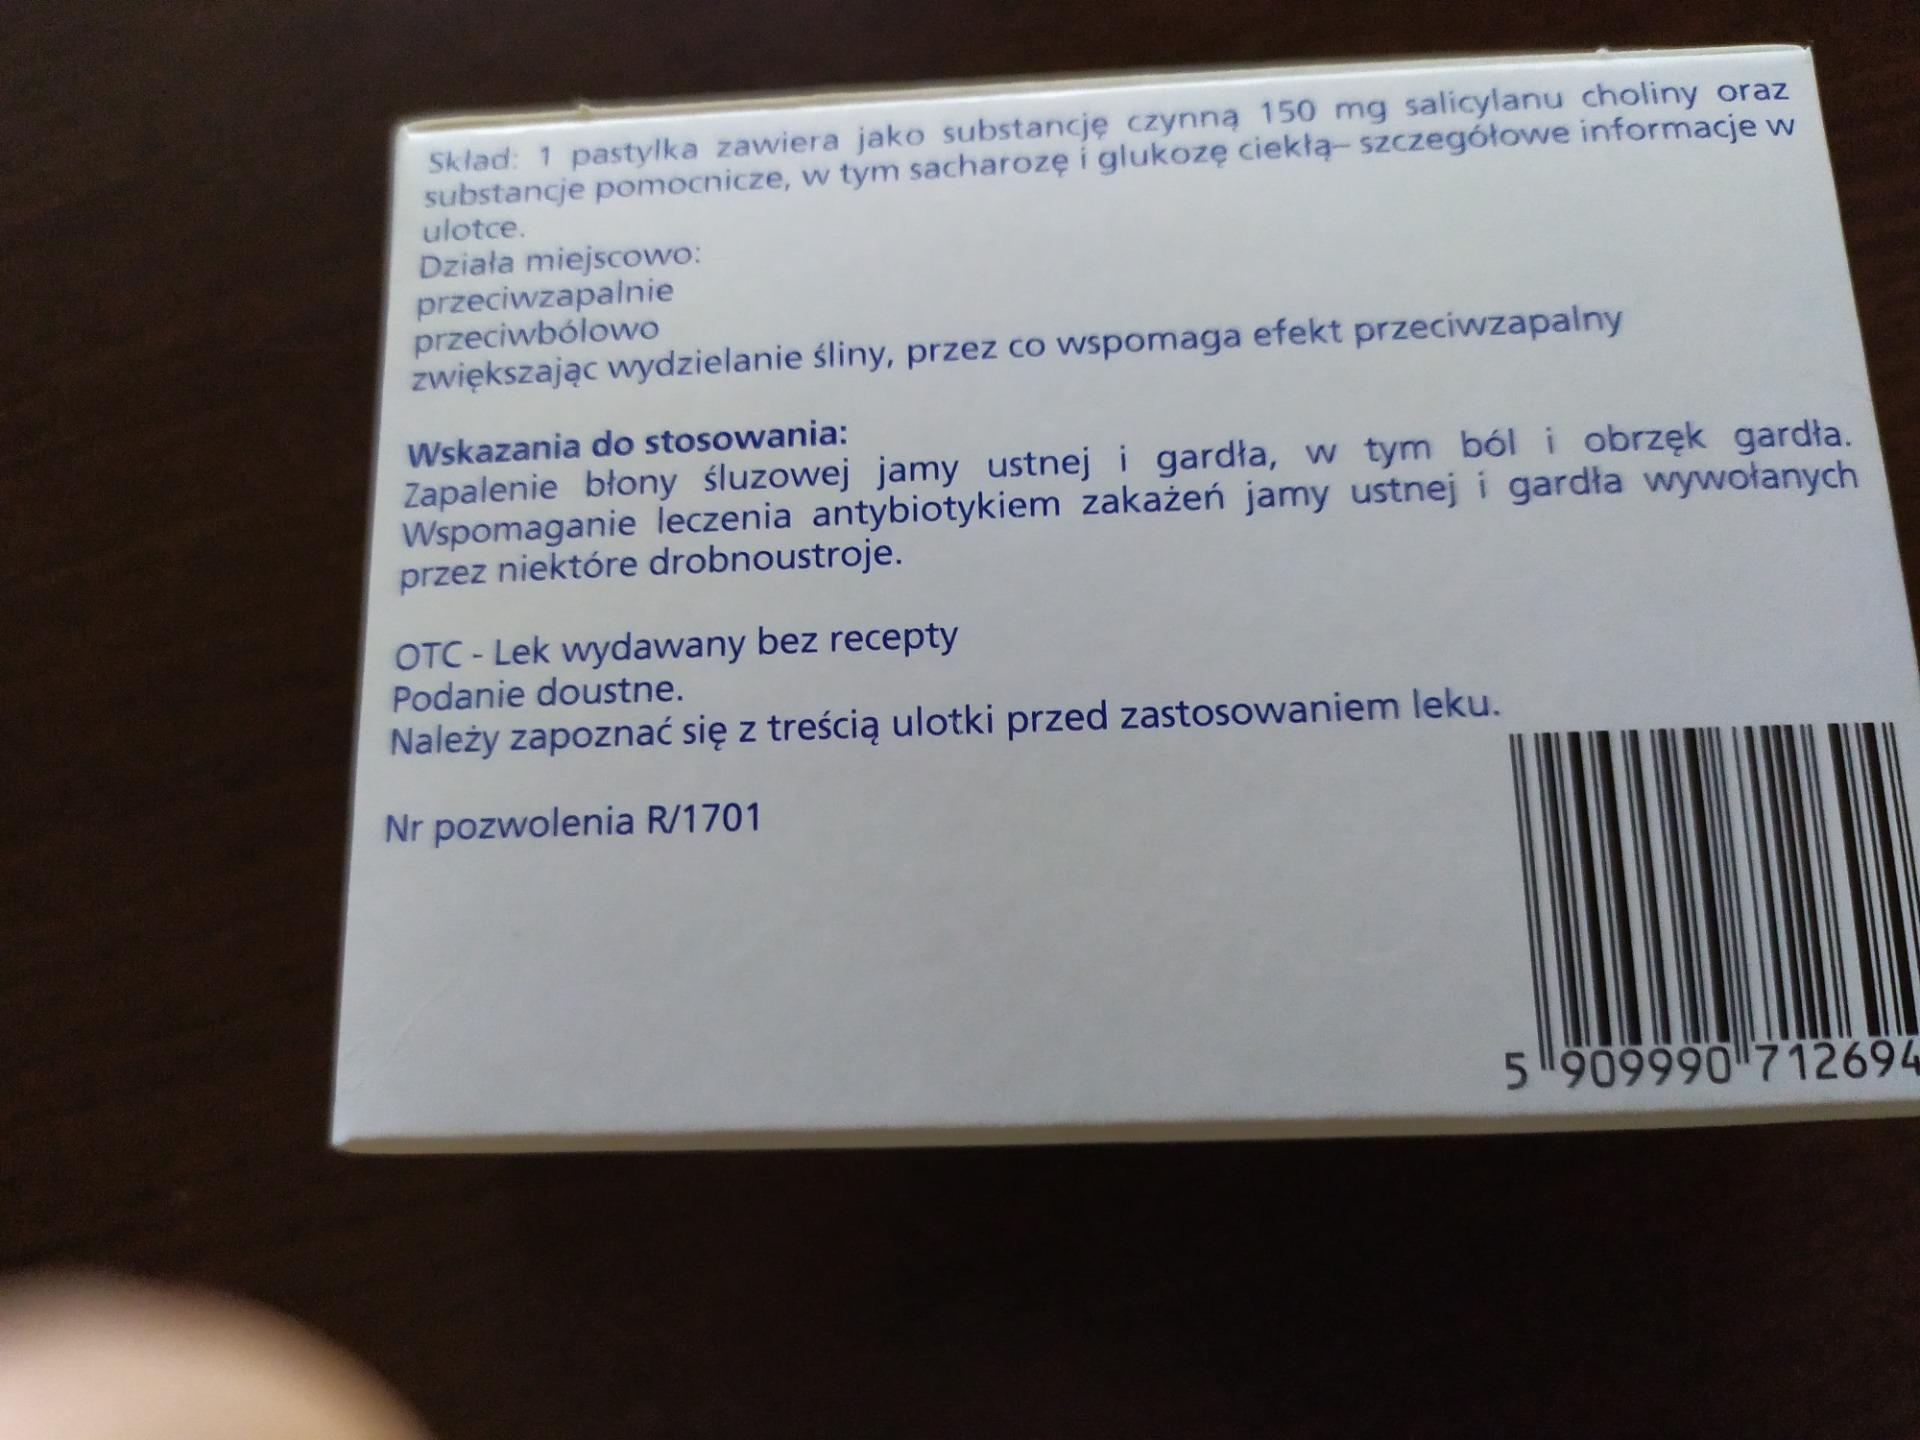 Skład: 1 pastylka zawiera jako substancję czynną 150 mg salicylanu choliny oraz
substancje pomocnicze, w tym sacharozę i glukozę ciekłą– szczegółowe informacje w
ulotce.
Działa miejscowo:
przeciwzapalnie
przeciwbólowo
zwiększając wydzielanie śliny, przez co wspomaga efekt przeciwzapalny
Wskazania do stosowania:
Zapalenie błony śluzowej jamy ustnej i gardła, w tym ból i obrzęk gardła.
Wspomaganie leczenia antybiotykiem zakażeń jamy ustnej i gardła wywołanych
przez niektóre drobnoustroje.
OTC - Lek wydawany bez recepty
Podanie doustne.
Należy zapoznać się z treścią ulotki przed zastosowaniem leku.
Nr pozwolenia R/1701
5 909990 712694